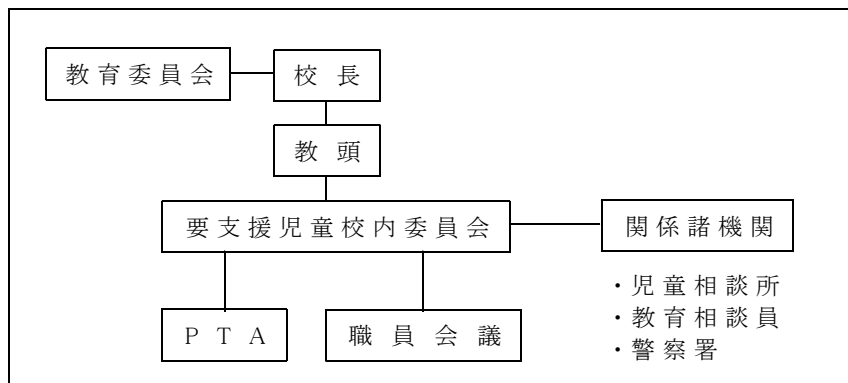 教育委員会
校長
教頭
要支援児童校内委員会
関係諸機関
・児童相談所
・教育相談員
・警察署
PTA
職員会議